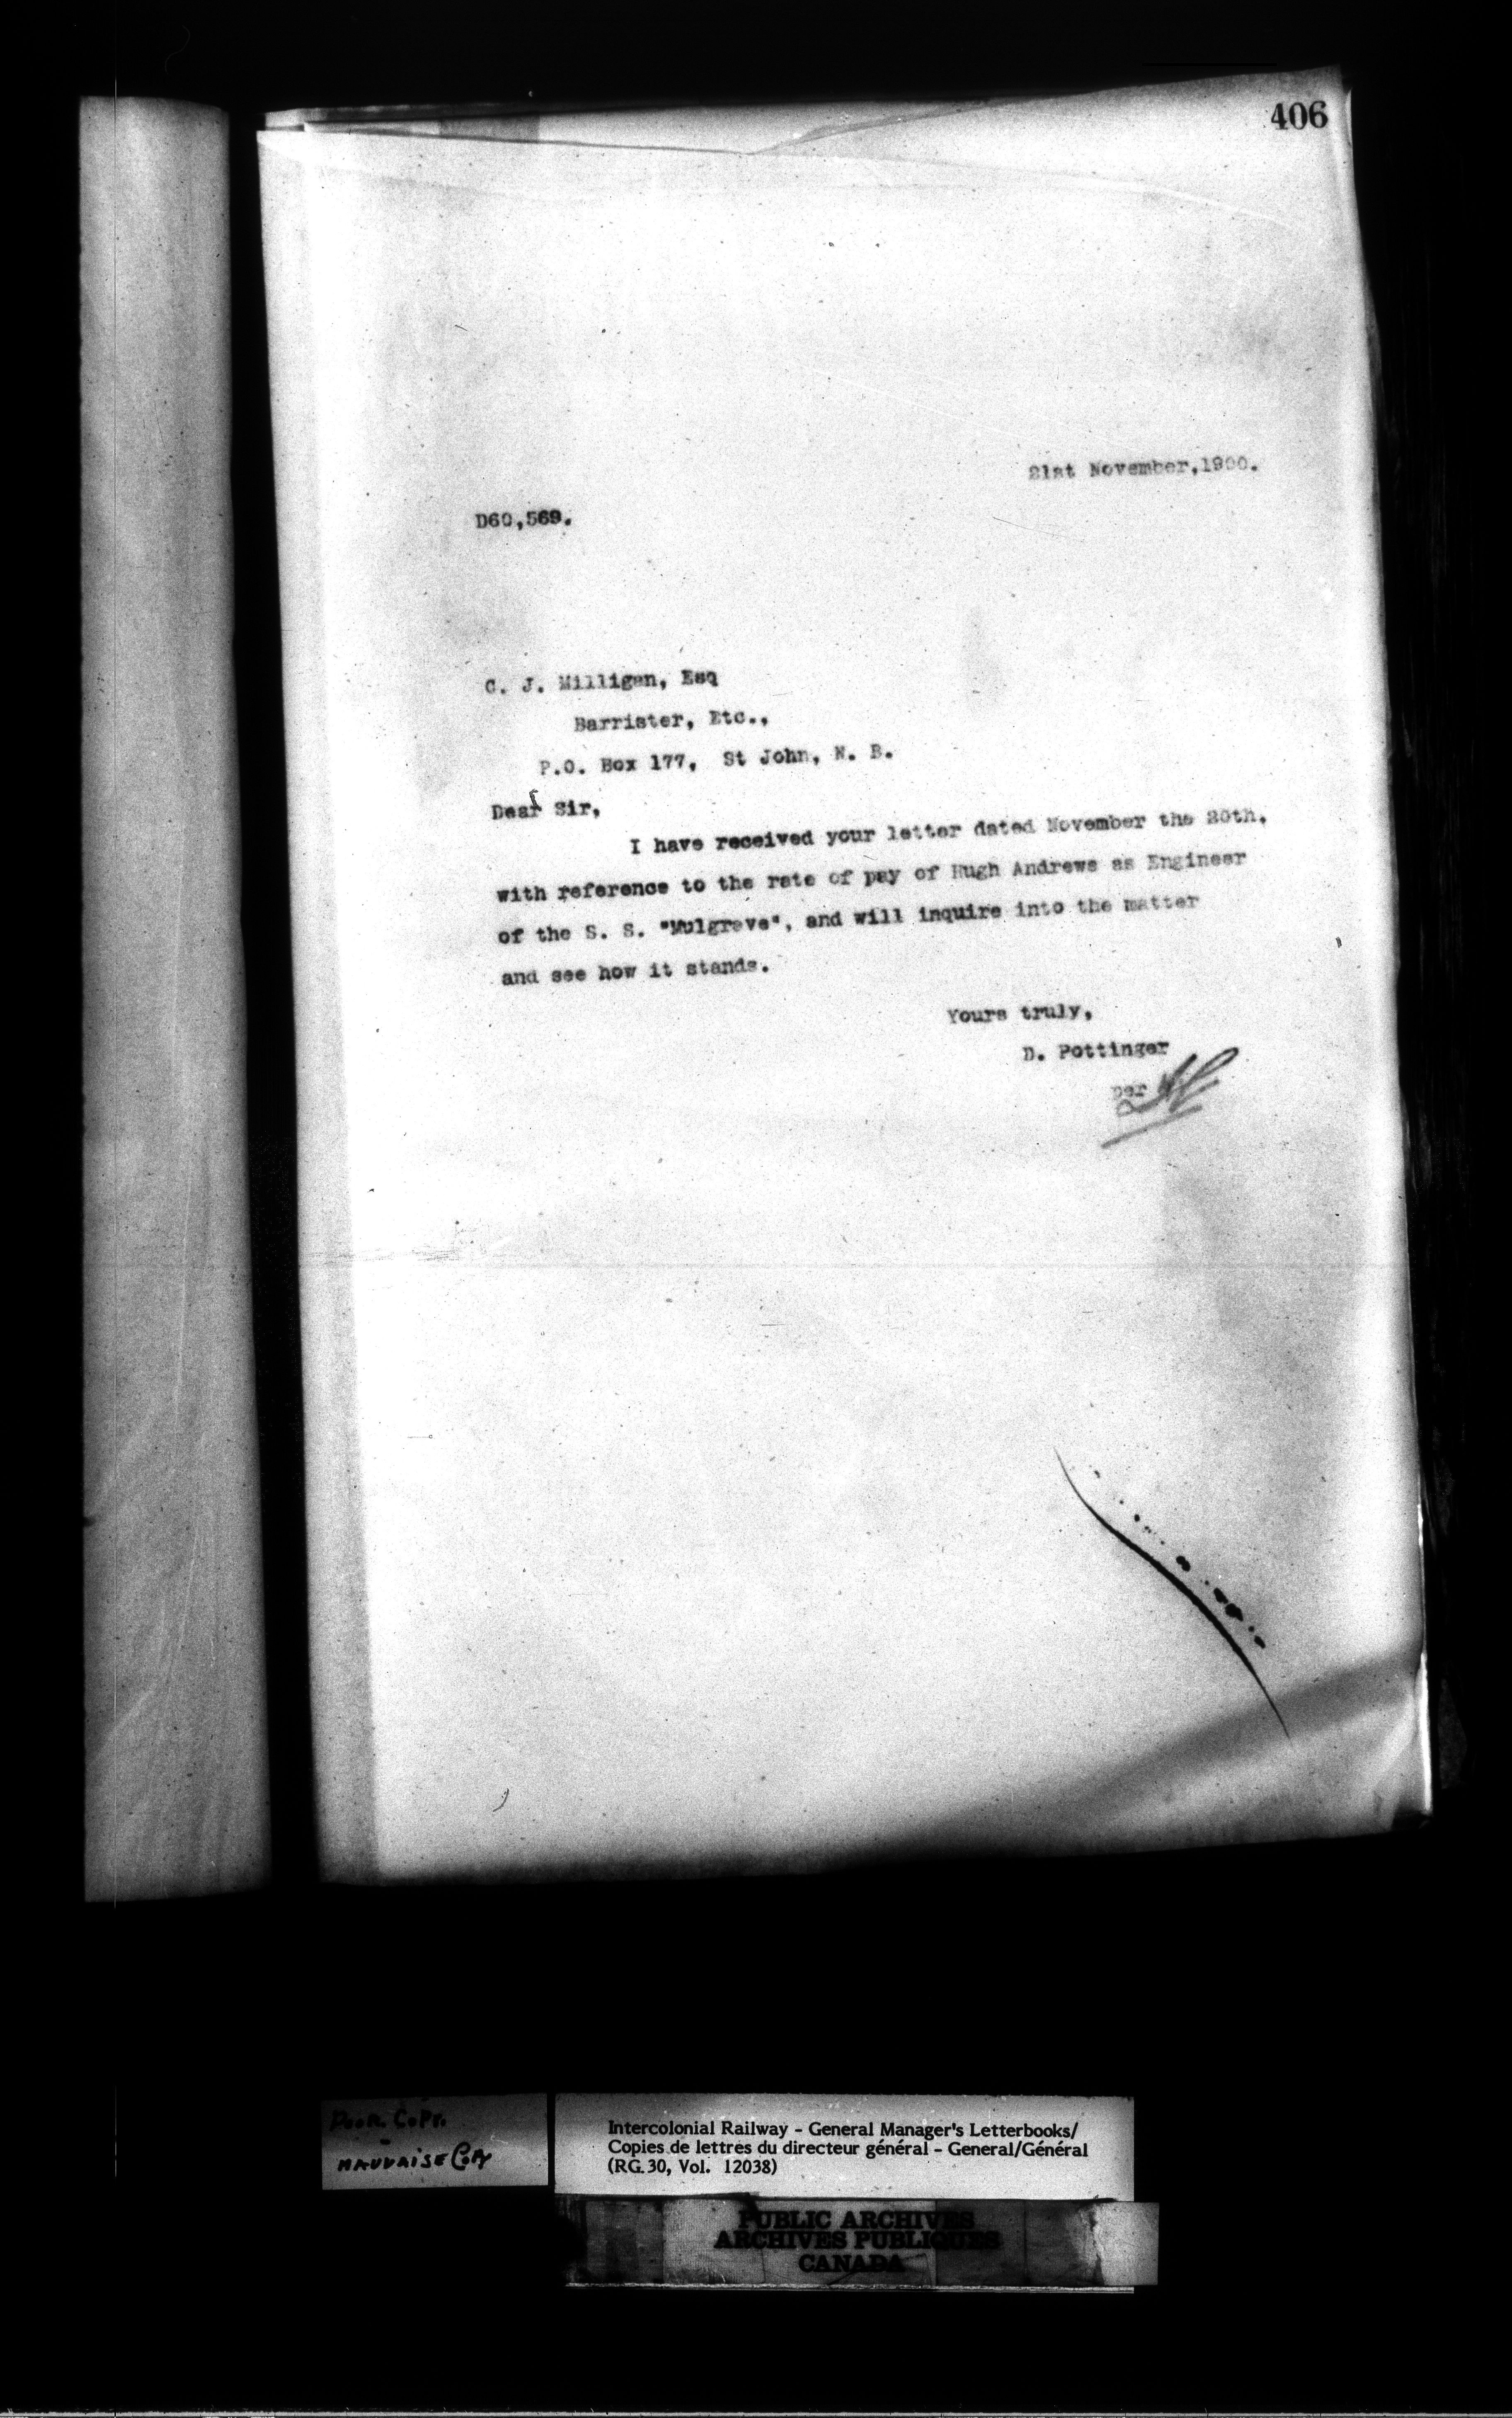 406
21st November,1900.
D60,569.
C. J. Milligan, Esq
Barrister, Etc.,
P.O. Box 177, St John, N. B.
Dear Sir,
I have received your letter dated November the 20th.
with reference to the rate of pay of Hugh Andrews as Engineer
of the S. S. "Mulgrave", and will inquire into the matter
and see how it stands.
Yours truly,
D. Pottinger
per
Poor Copy.
MAUVAISE COPY
Intercolonial Railway - General Manager's Letterbooks/
Copies de lettres du directeur général - General/Général
(RG 30, Vol. 12038)
PUBLIC ARCHIVES
ARCHIVES PUBLIQUES
CANADA